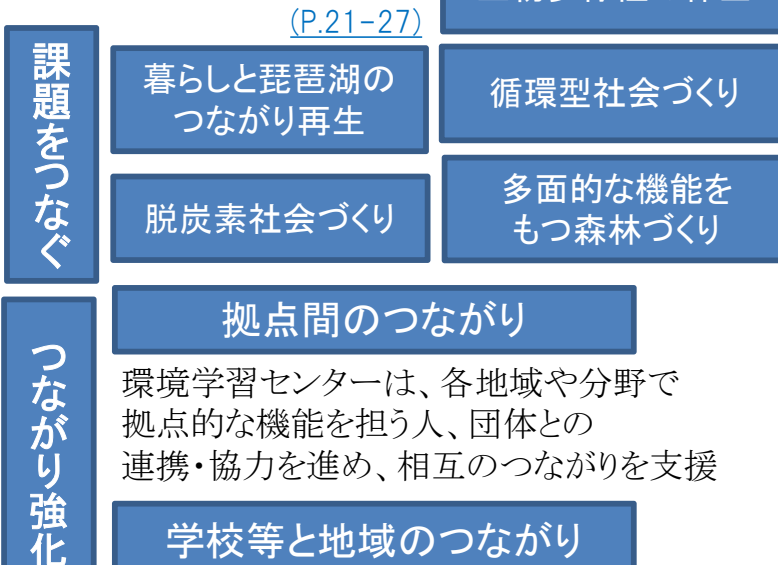 (P.21-27)
課題をつなぐ
暮らしと琵琶湖の
つながり再生
循環型社会づくり
脱炭素社会づくり
多面的な機能を
もつ森林づくり
つながり強化
拠点間のつながり
環境学習センターは、各地域や分野で
拠点的な機能を担う人、団体との
連携・協力を進め、相互のつながりを支援
学校等と地域のつながり